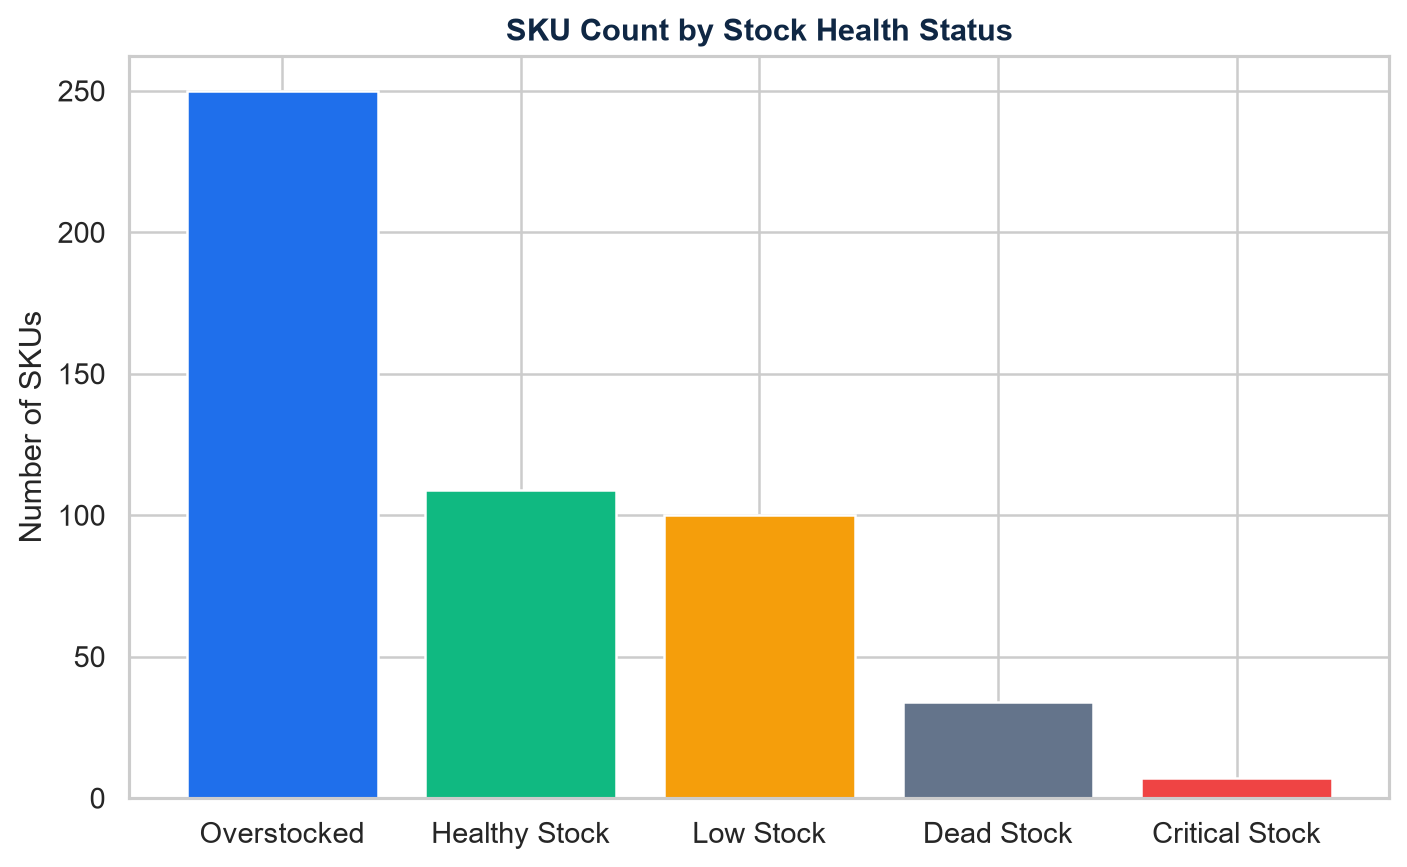 SKU Count by Stock Health Status
Number of SKUs
250
200
150
100
50
0
Overstocked
Healthy Stock
Low Stock
Dead Stock
Critical Stock